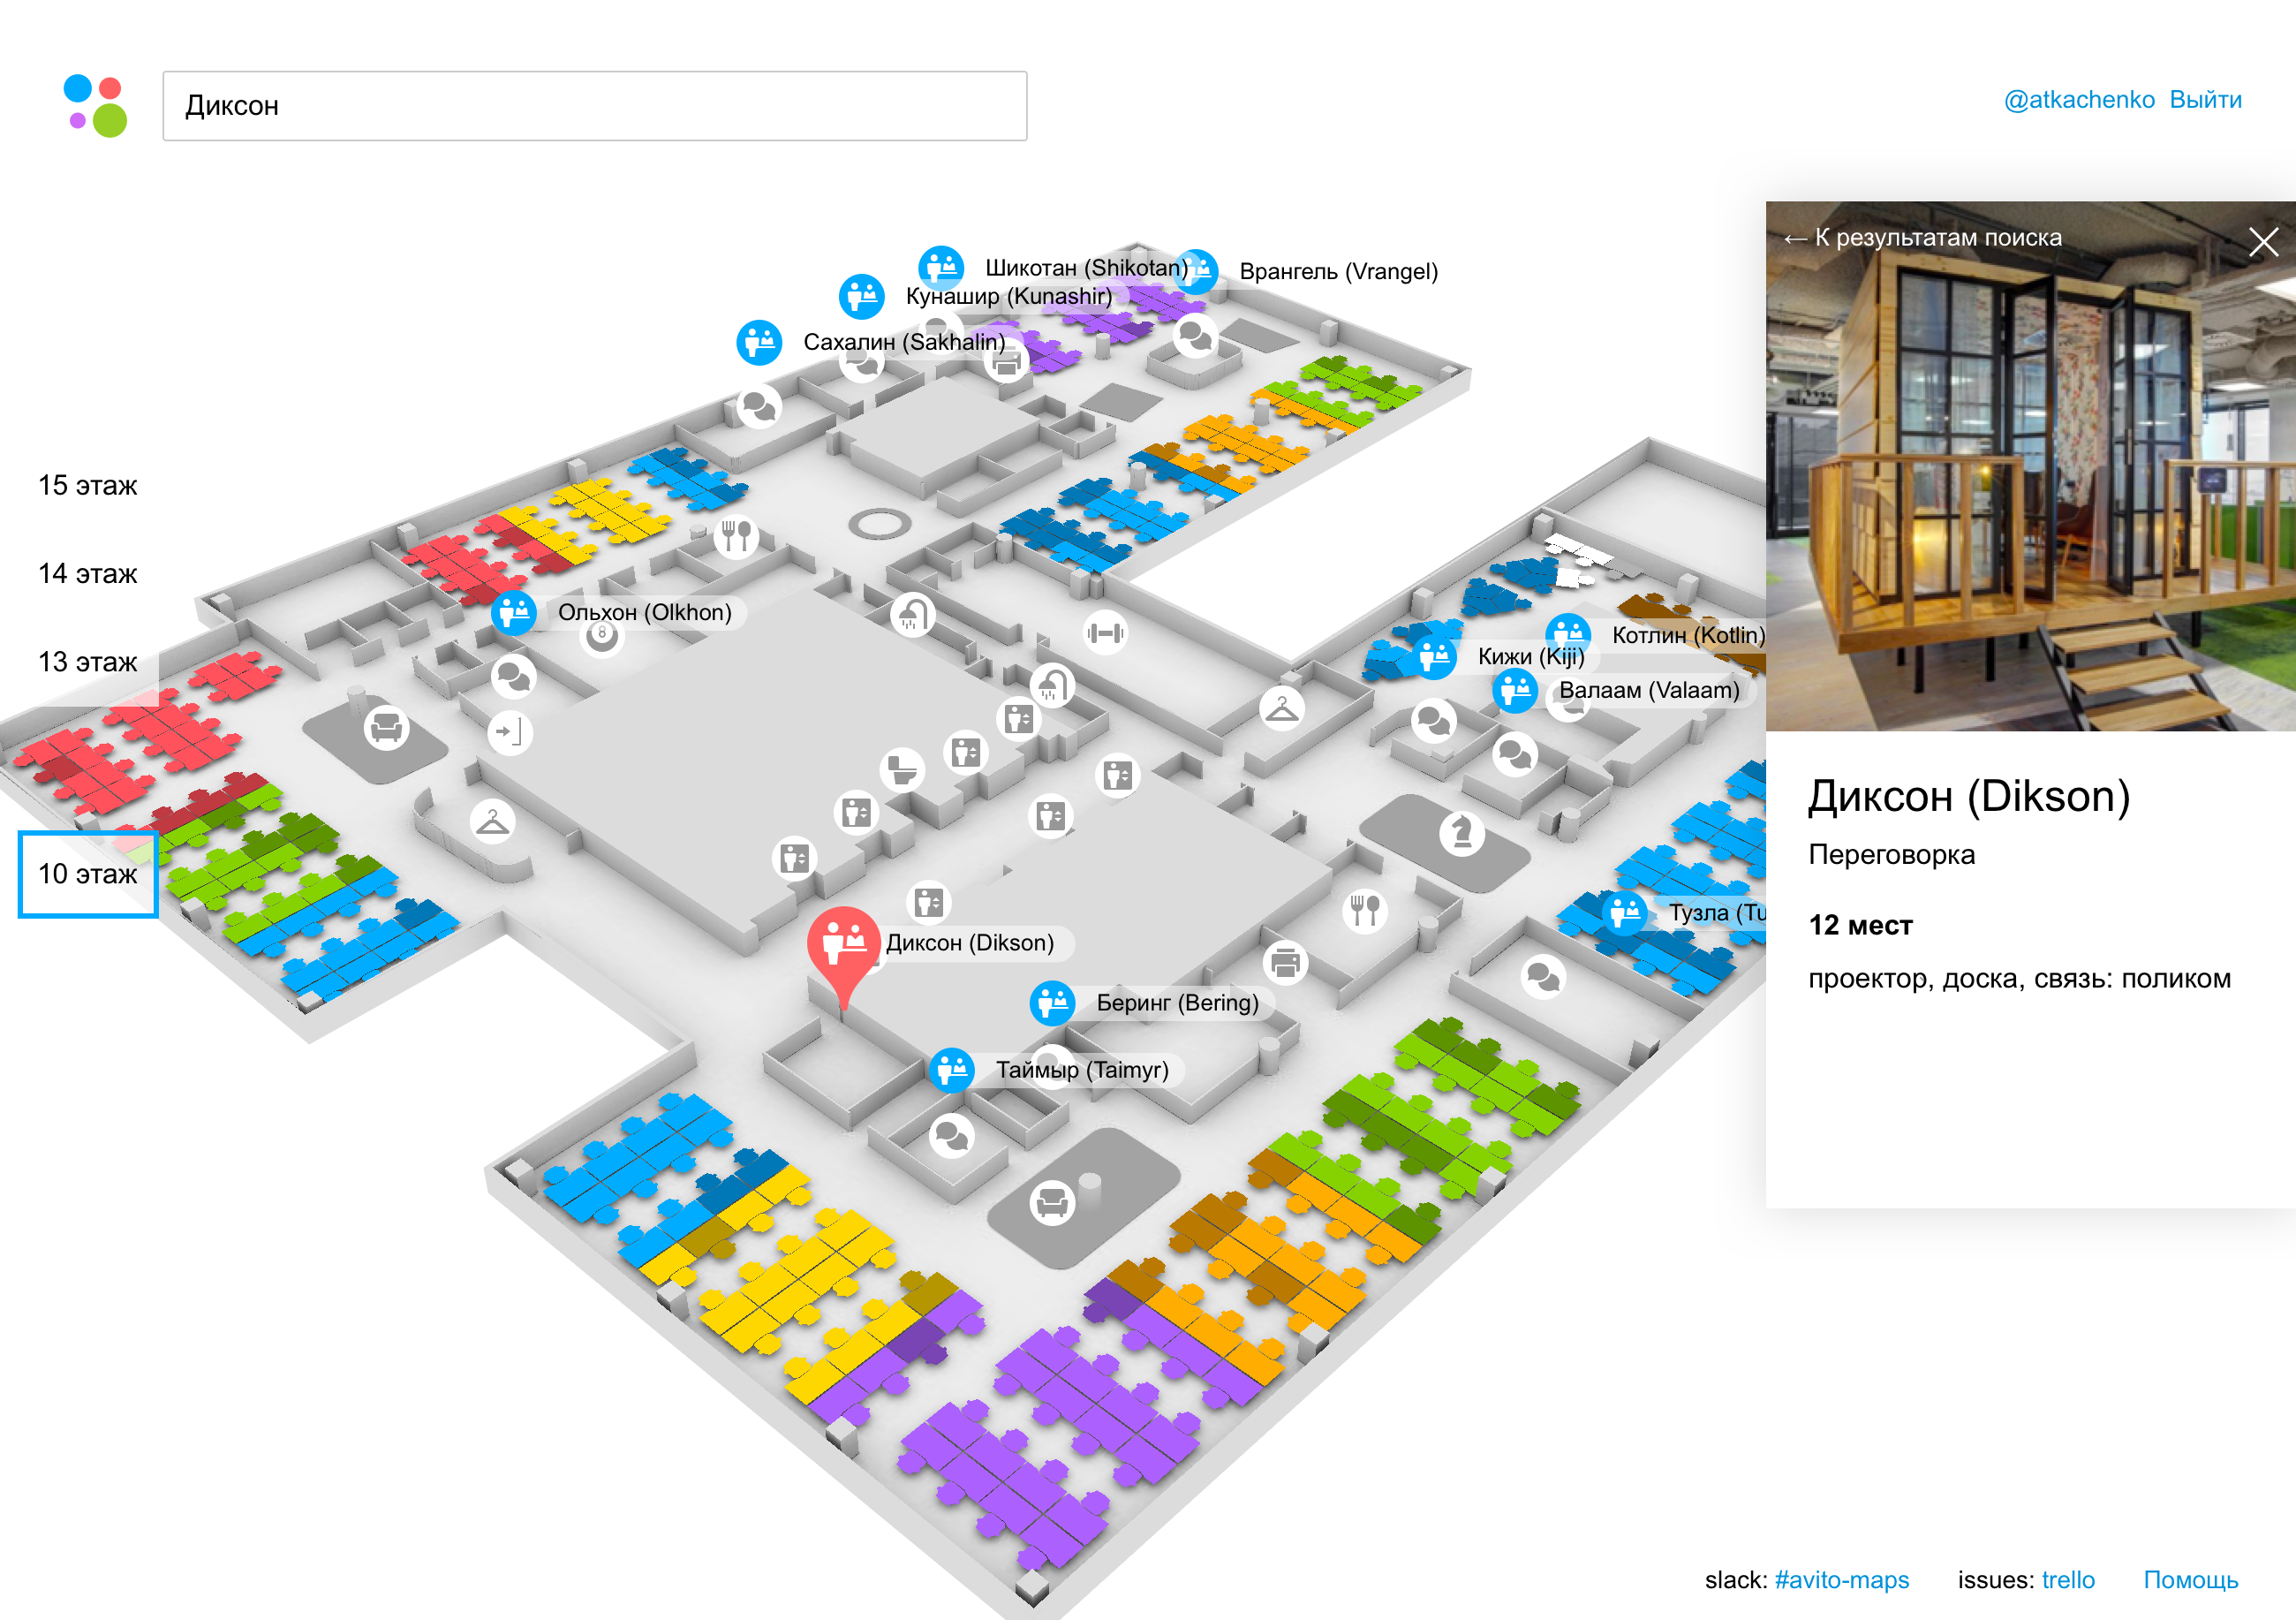 Диксон
@atkachenko Выйти
← К результатам поиска
Шикотан (Shikotan)
Врангель (Vrangel)
Кунашир (Kunashir)
Сахалин (Sakhalin)
15 этаж
14 этаж
13 этаж
10 этаж
Ольхон (Olkhon)
8
Котлин (Kotlin)
Кижи (Kiji)
Валаам (Valaam)
Тузла (Tu
Диксон (Dikson)
Беринг (Bering)
Таймыр (Taimyr)
Диксон (Dikson)
Переговорка
12 мест
проектор, доска, связь: поликом
slack: #avito-maps issues: trello Помощь